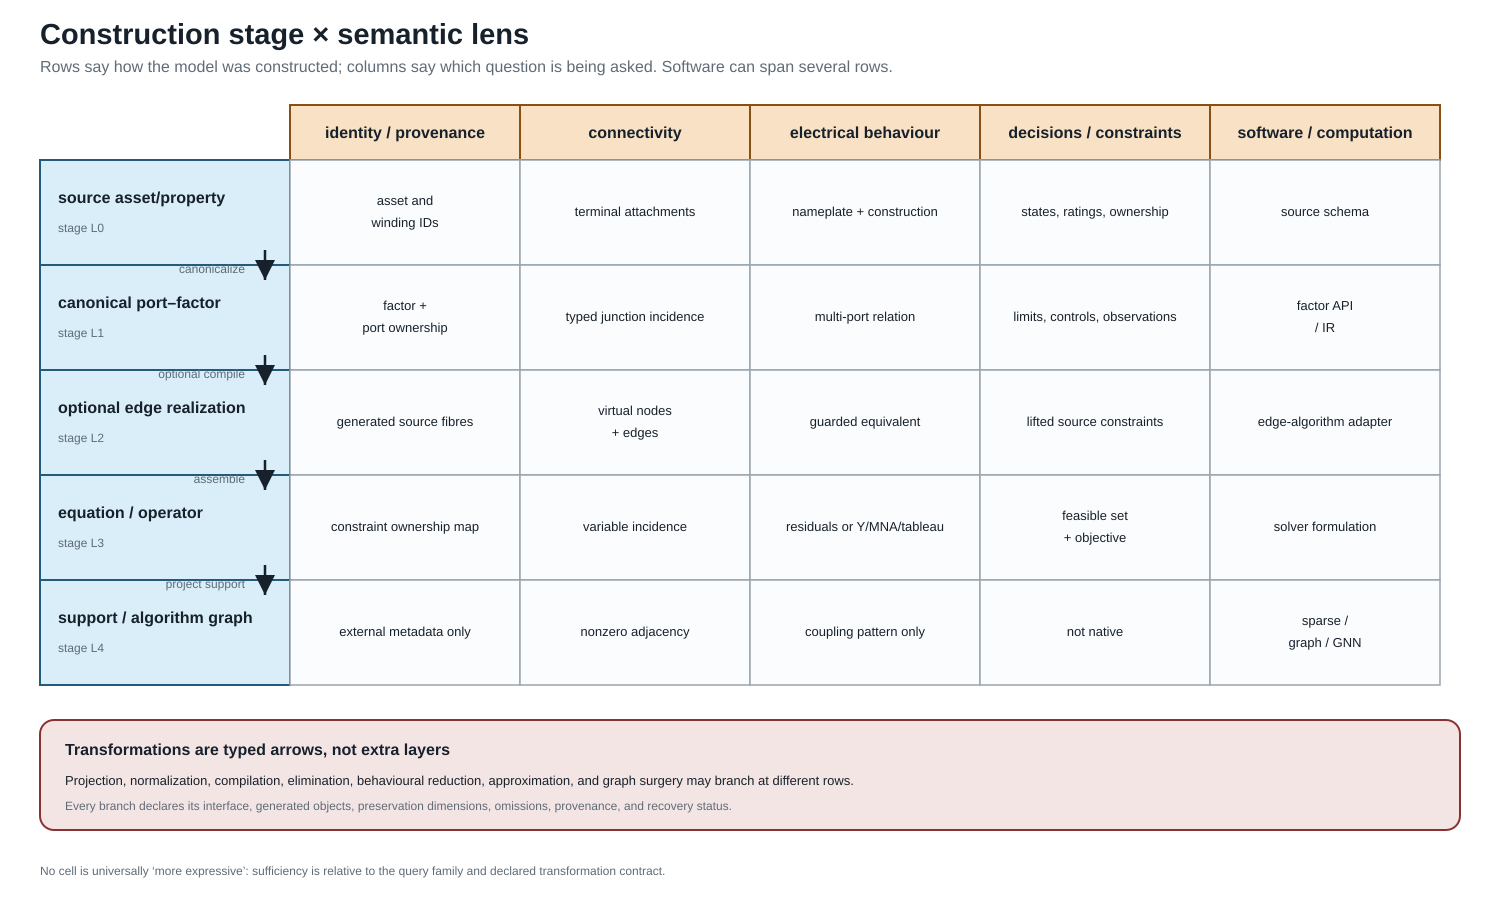 Construction stage × semantic lens
Rows say how the model was constructed; columns say which question is being asked. Software can span several rows.
identity / provenance
connectivity
electrical behaviour
decisions / constraints
software / computation
source asset/property
stage L0
asset and
winding IDs
terminal attachments
nameplate + construction
states, ratings, ownership
source schema
canonicalize
canonical port–factor
stage L1
factor +
port ownership
typed junction incidence
multi-port relation
limits, controls, observations
factor API
/ IR
optional compile
optional edge realization
stage L2
generated source fibres
virtual nodes
+ edges
guarded equivalent
lifted source constraints
edge-algorithm adapter
assemble
equation / operator
stage L3
constraint ownership map
variable incidence
residuals or Y/MNA/tableau
feasible set
+ objective
solver formulation
project support
support / algorithm graph
stage L4
external metadata only
nonzero adjacency
coupling pattern only
not native
sparse /
graph / GNN
Transformations are typed arrows, not extra layers
Projection, normalization, compilation, elimination, behavioural reduction, approximation, and graph surgery may branch at different rows.
Every branch declares its interface, generated objects, preservation dimensions, omissions, provenance, and recovery status.
No cell is universally ‘more expressive’: sufficiency is relative to the query family and declared transformation contract.